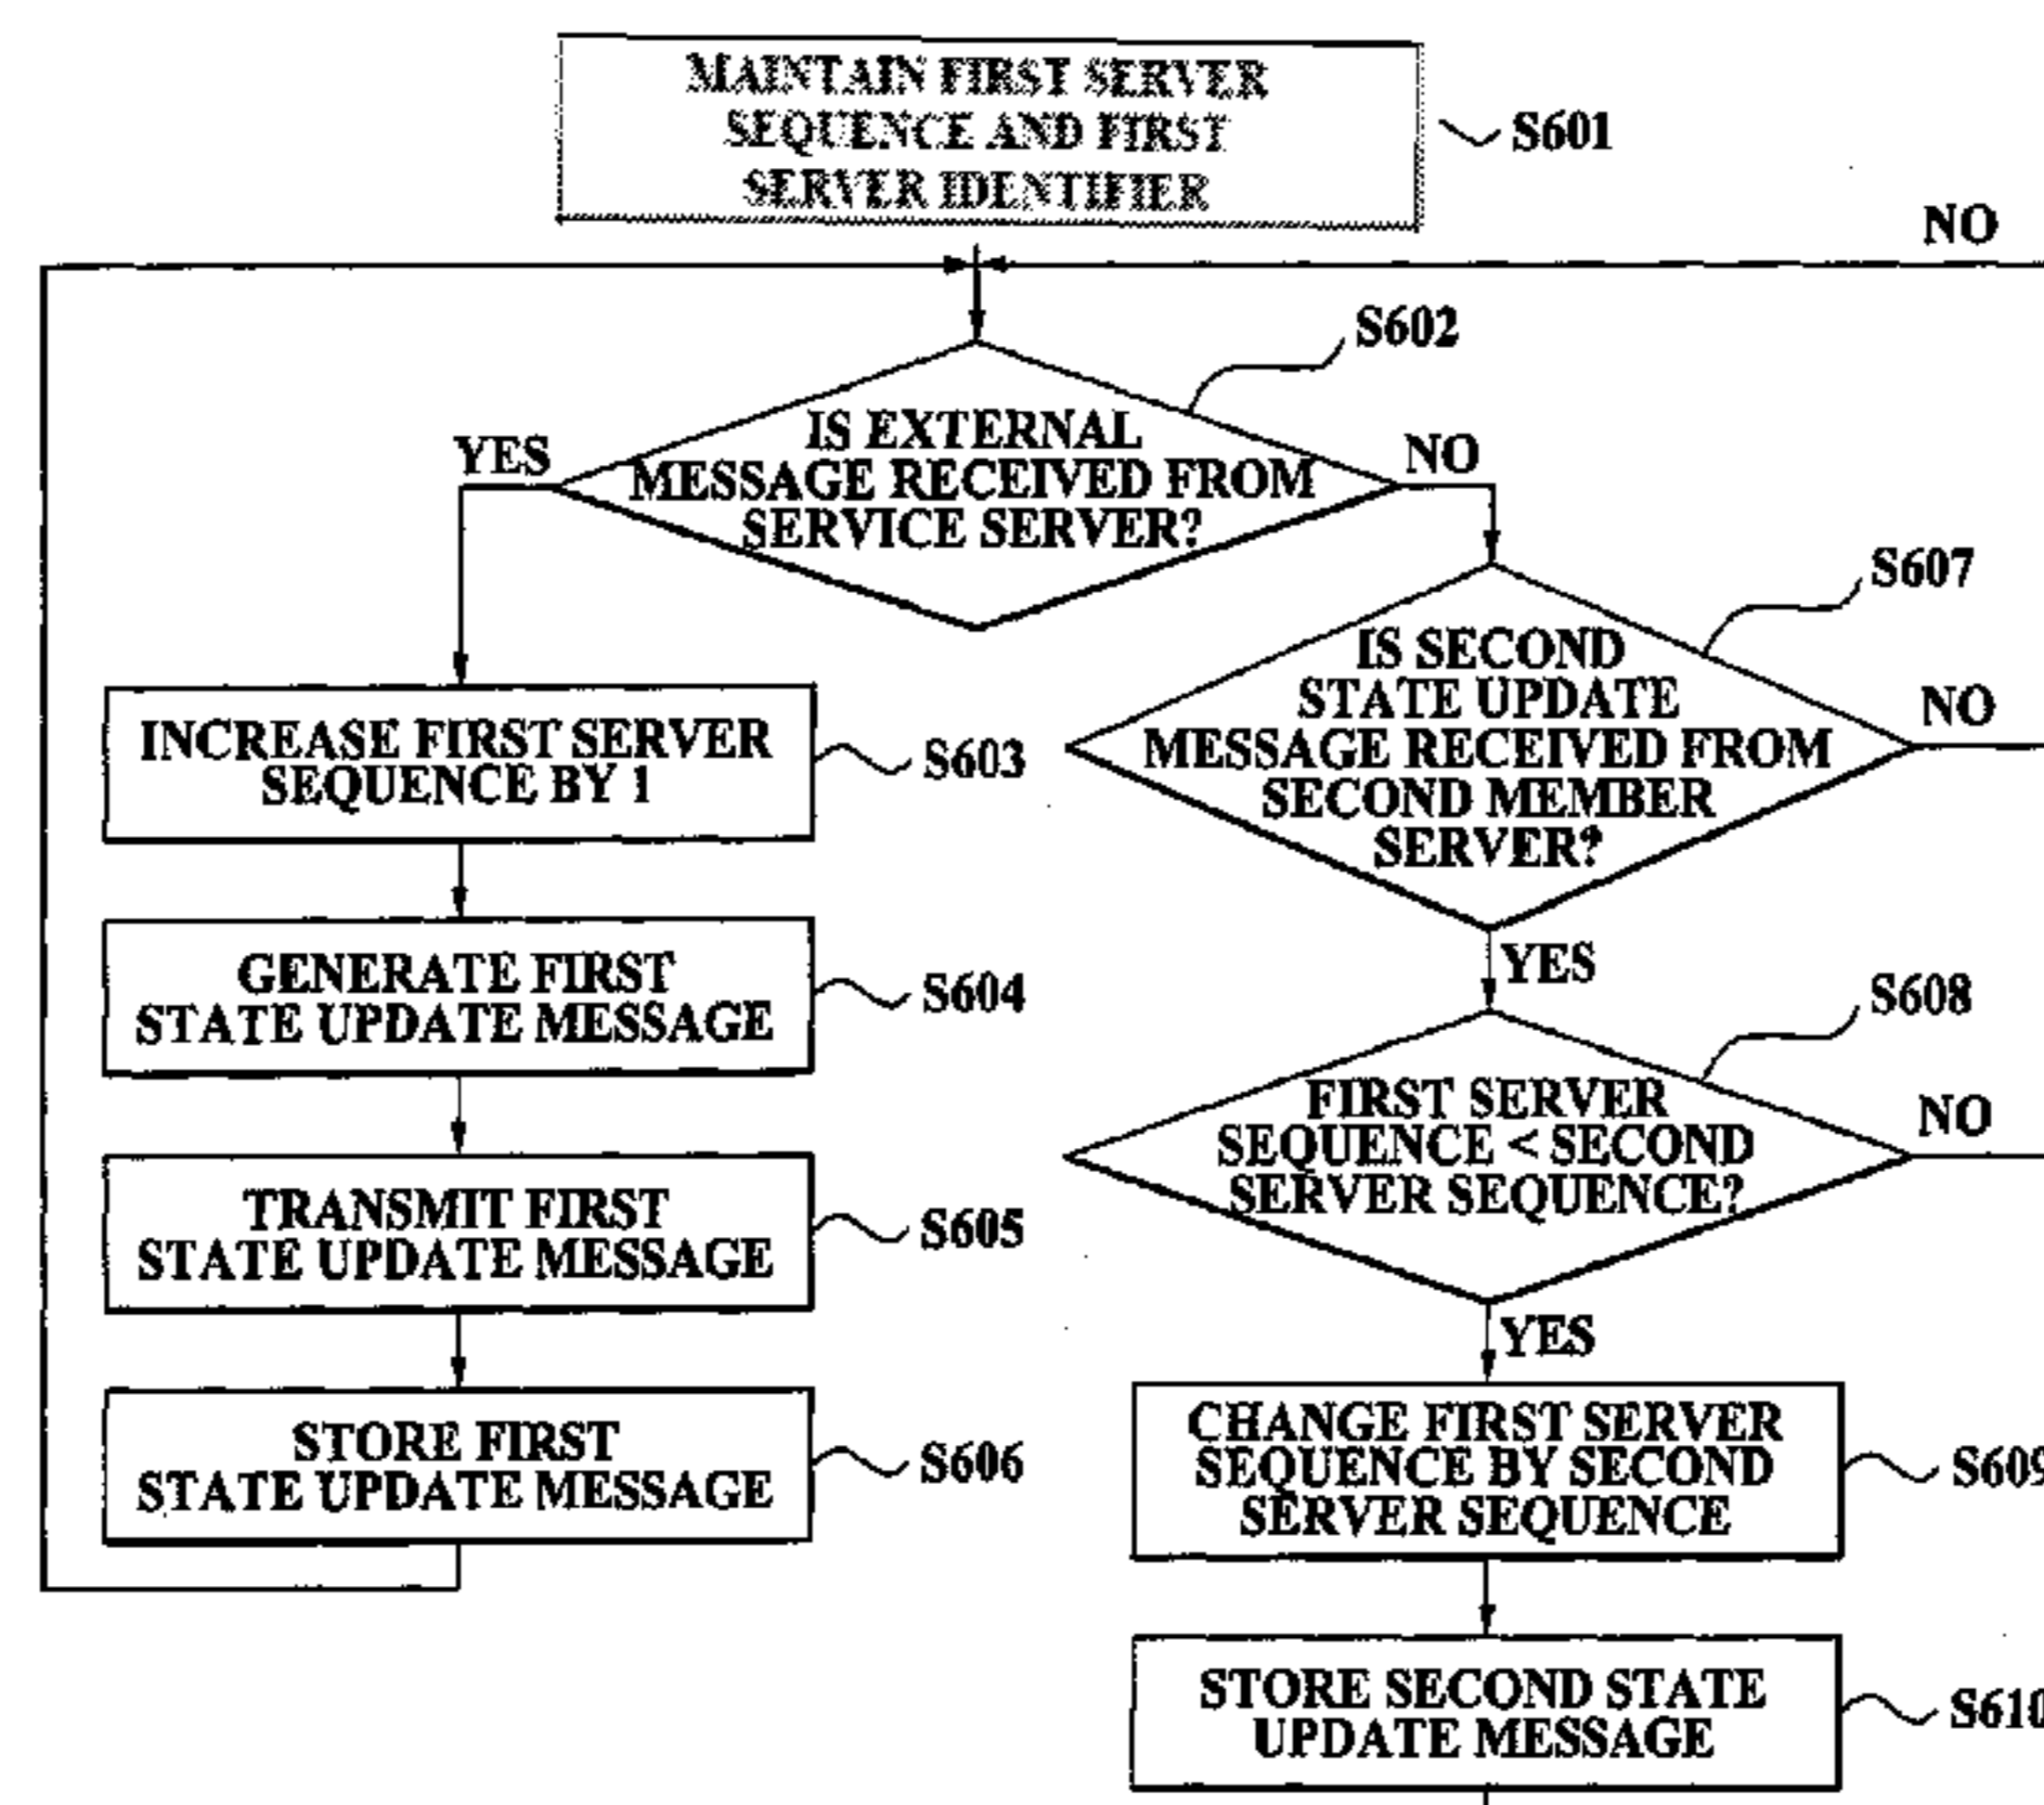 MAINTAIN FIRST SERVER
SEQUENCE AND FIRST
SERVER IDENTIFIER
S601
NO
S602
IS EXTERNAL
MESSAGE RECEIVED FROM
SERVICE SERVER?
YES
NO
S607
IS SECOND
STATE UPDATE
MESSAGE RECEIVED FROM
SECOND MEMBER
SERVER?
NO
YES
INCREASE FIRST SERVER
SEQUENCE BY 1
S603
GENERATE FIRST
STATE UPDATE MESSAGE
S604
TRANSMIT FIRST
STATE UPDATE MESSAGE
S605
STORE FIRST
STATE UPDATE MESSAGE
S606
S608
FIRST SERVER
SEQUENCE < SECOND
SERVER SEQUENCE?
NO
YES
CHANGE FIRST SERVER
SEQUENCE BY SECOND
SERVER SEQUENCE
S609
STORE SECOND STATE
UPDATE MESSAGE
S610